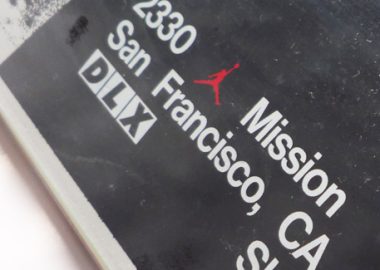 2330 Mission
San Francisco, CA
DLX